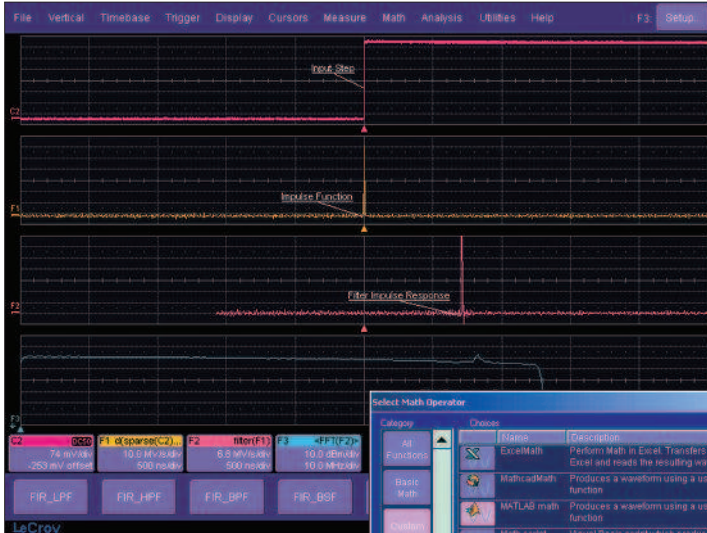 File Vertical Timebase Trigger Display Cursors Measure Math Analysis Utilities Help F3: Setup...
Input Step
C2
Impulse Function
F1
Filter Impulse Response
F2
F3
Select Math Operator
Category Choices
Name Description
All Functions
ExcelMath Perform Math in Excel. Transfers
Excel and reads the resulting wa
MathcadMath Produces a waveform using a us
function
Basic Math
MATLAB math Produces a waveform using a us
function
Custom
C2 DC50
74 mV/div
-253 mV offset
F1 d(sparse(C2)...
10.0 MV/s/div
500 ns/div
F2 filter(F1)
6.8 MV/s/div
500 ns/div
F3 <FFT(F2)>
10.0 dBm/div
10.0 MHz/div
FIR_LPF FIR_HPF FIR_BPF FIR_BSF
LeCroy